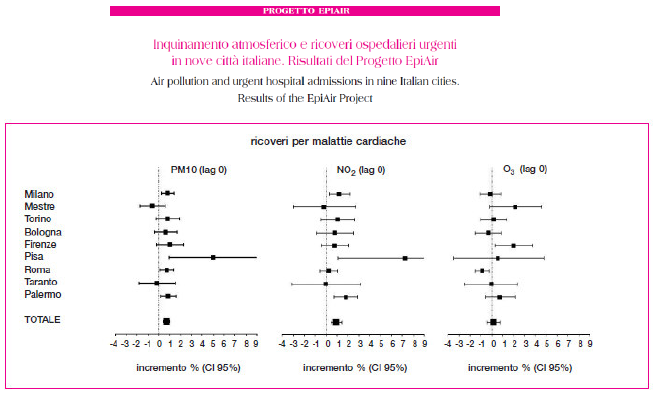 PROGETTO EPIAIR
Inquinamento atmosferico e ricoveri ospedalieri urgenti
in nove città italiane. Risultati del Progetto EpiAir
Air pollution and urgent hospital admissions in nine Italian cities.
Results of the EpiAir Project
ricoveri per malattie cardiache
PM10 (lag 0) NO2 (lag 0) O3 (lag 0)
Milano
Mestre
Torino
Bologna
Firenze
Pisa
Roma
Taranto
Palermo
TOTALE
-4 -3 -2 -1 0 1 2 3 4 5 6 7 8 9 -4 -3 -2 -1 0 1 2 3 4 5 6 7 8 9 -4 -3 -2 -1 0 1 2 3 4 5 6 7 8 9
incremento % (CI 95%) incremento % (CI 95%) incremento % (CI 95%)